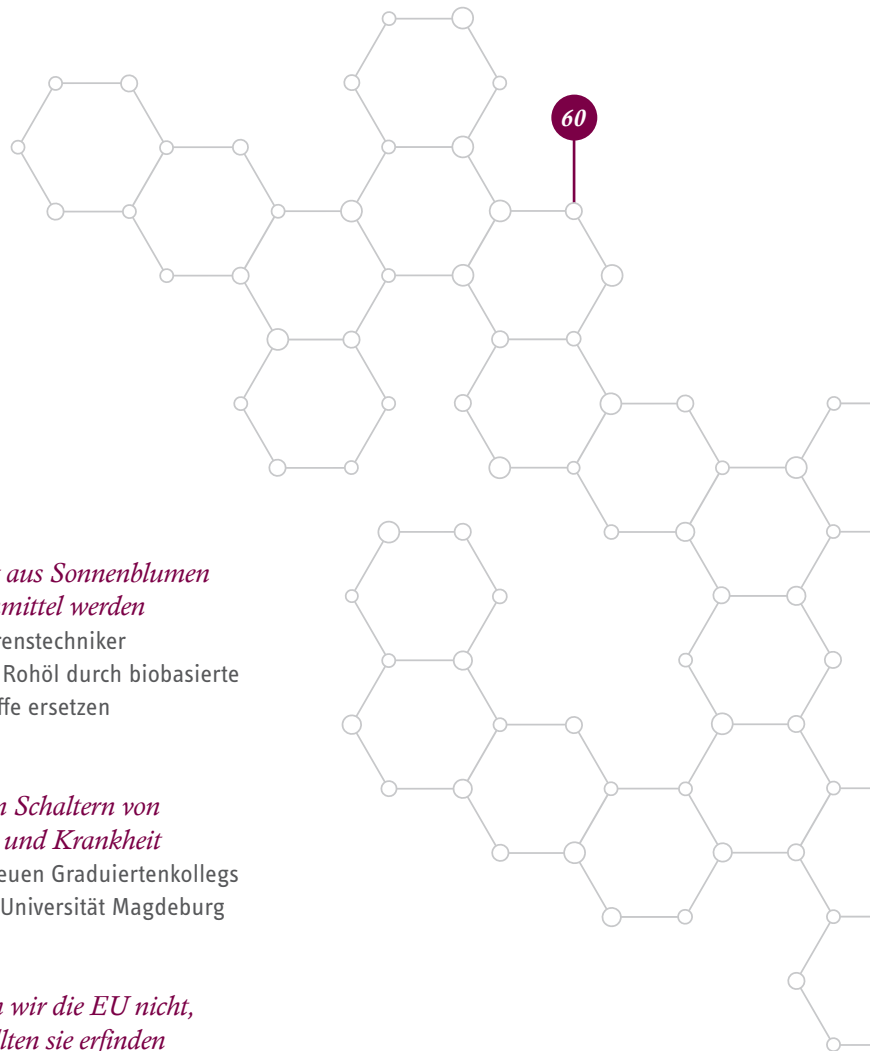 60
aus Sonnenblumen
mittel werden
renstechniker
Rohöl durch biobasierte
ffe ersetzen
Schaltern von
und Krankheit
euen Graduiertenkollegs
Universität Magdeburg
wir die EU nicht,
lten sie erfinden